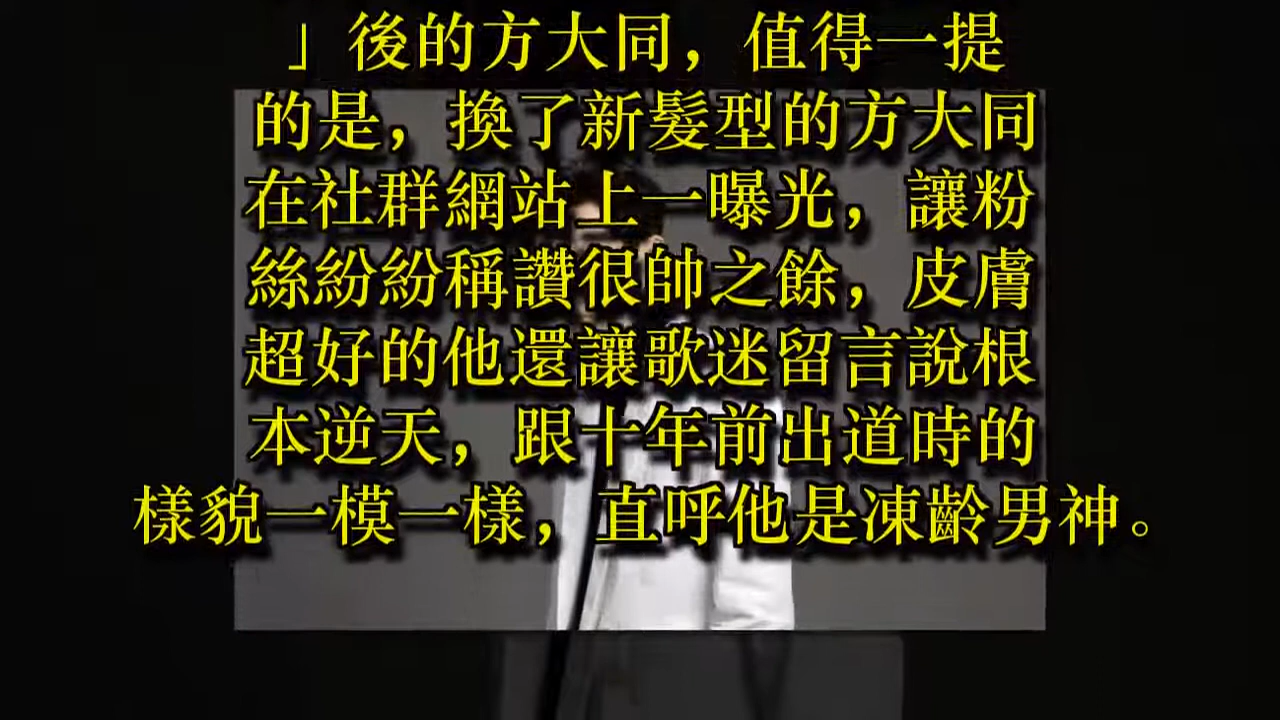 」後的方大同，值得一提
的是，換了新髮型的方大同
在社群網站上一曝光，讓粉
絲紛紛稱讚很帥之餘，皮膚
超好的他還讓歌迷留言說根
本逆天，跟十年前出道時的
樣貌一模一樣，直呼他是凍齡男神。